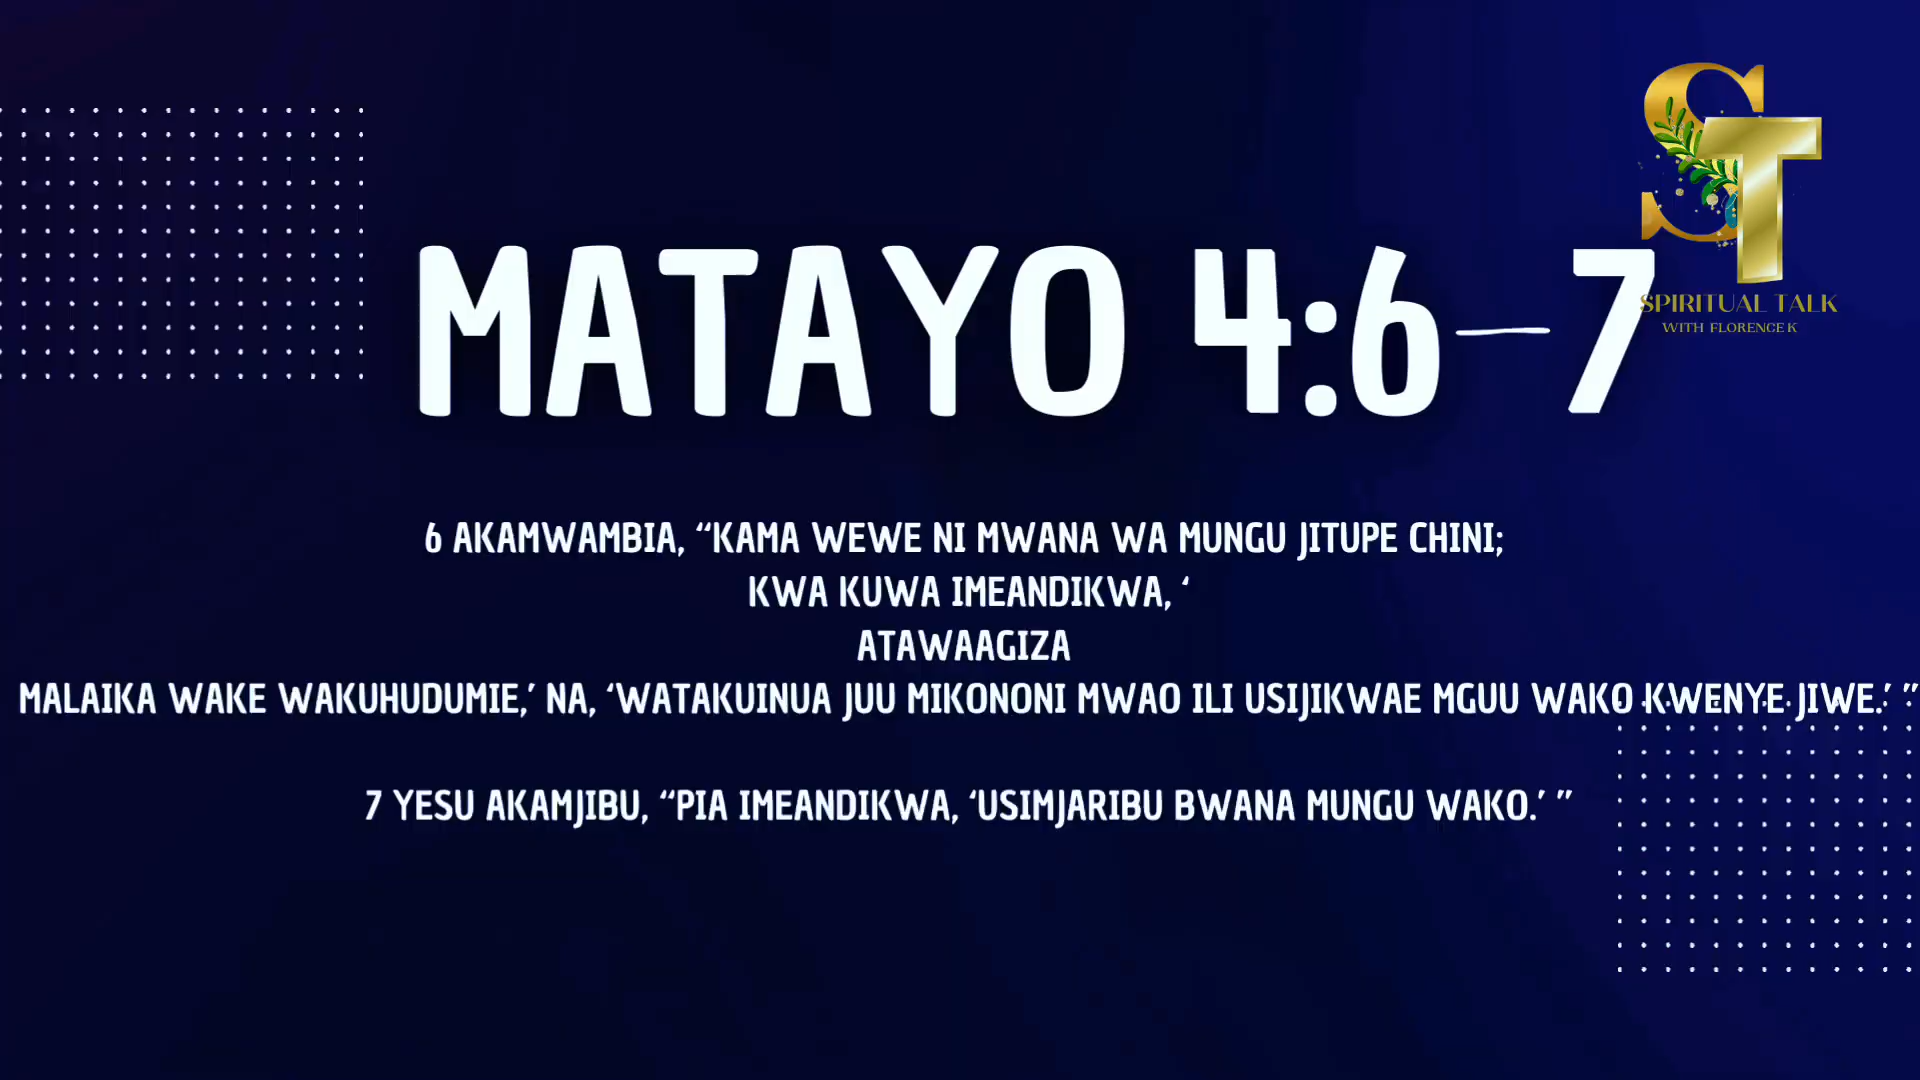 ST
SPIRITUAL TALK
WITH FLORENCE K
MATAYO 4:6–7
6 AKAMWAMBIA, “KAMA WEWE NI MWANA WA MUNGU JITUPE CHINI;
KWA KUWA IMEANDIKWA, ‘
ATAWAAGIZA
MALAIKA WAKE WAKUHUDUMIE,’ NA, ‘WATAKUINUA JUU MIKONONI MWAO ILI USIJIKWAE MGUU WAKO KWENYE JIWE.’ ”
7 YESU AKAMJIBU, “PIA IMEANDIKWA, ‘USIMJARIBU BWANA MUNGU WAKO.’ ”